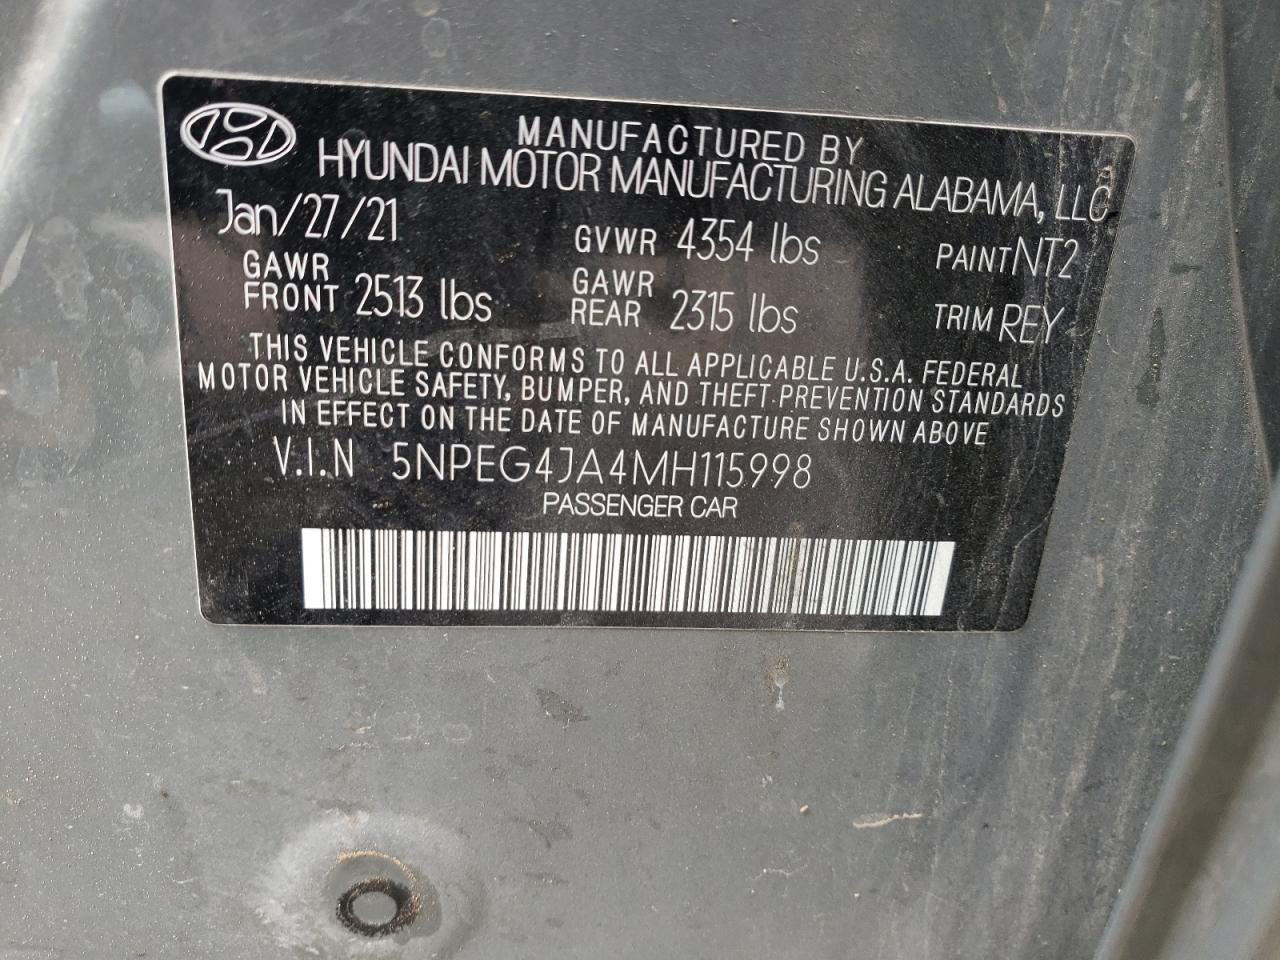 MANUFACTURED BY
HYUNDAI MOTOR MANUFACTURING ALABAMA, LLC
Jan/27/21 GVWR 4354 lbs PAINT NT2
GAWR FRONT 2513 lbs GAWR REAR 2315 lbs TRIM REY
THIS VEHICLE CONFORMS TO ALL APPLICABLE U.S.A. FEDERAL
MOTOR VEHICLE SAFETY, BUMPER, AND THEFT PREVENTION STANDARDS
IN EFFECT ON THE DATE OF MANUFACTURE SHOWN ABOVE
V.I.N 5NPEG4JA4MH115998
PASSENGER CAR